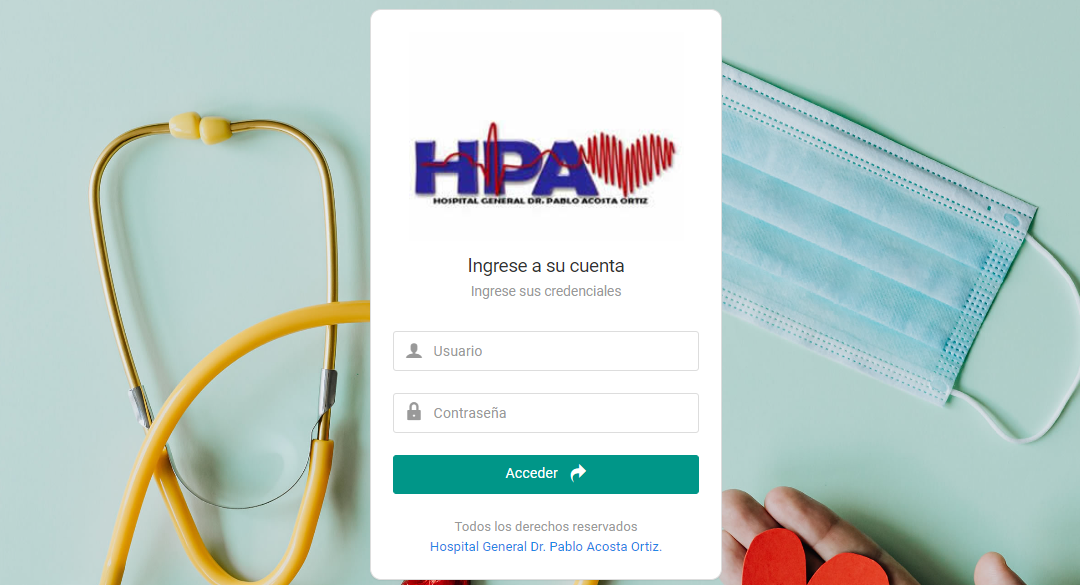 HPA
HOSPITAL GENERAL DR. PABLO ACOSTA ORTIZ
Ingrese a su cuenta
Ingrese sus credenciales
Usuario
Contraseña
Acceder
Todos los derechos reservados
Hospital General Dr. Pablo Acosta Ortiz.